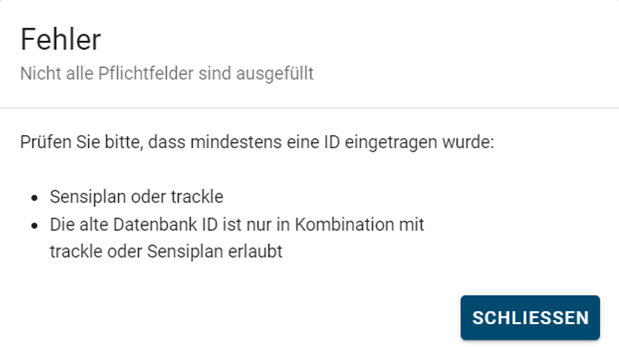 Fehler
Nicht alle Pflichtfelder sind ausgefüllt
Prüfen Sie bitte, dass mindestens eine ID eingetragen wurde:
• Sensiplan oder trackle
• Die alte Datenbank ID ist nur in Kombination mit
trackle oder Sensiplan erlaubt
SCHLIESSEN